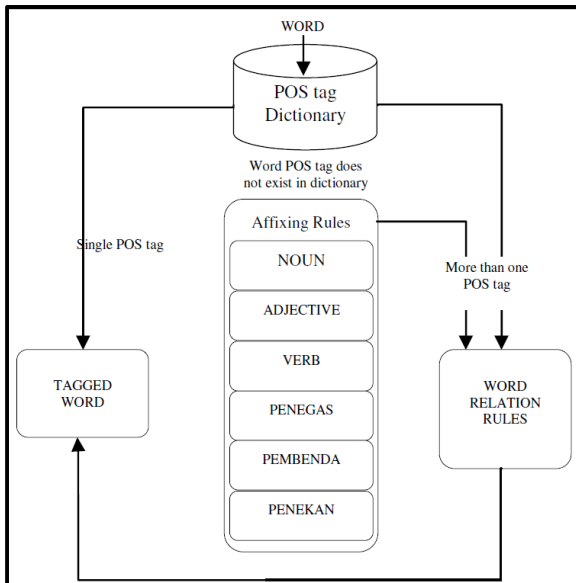 WORD
POS tag
Dictionary
Word POS tag does
not exist in dictionary
Affixing Rules
Single POS tag
NOUN
More than one
POS tag
ADJECTIVE
VERB
TAGGED
WORD
WORD
RELATION
RULES
PENEGAS
PEMBENDA
PENEKAN